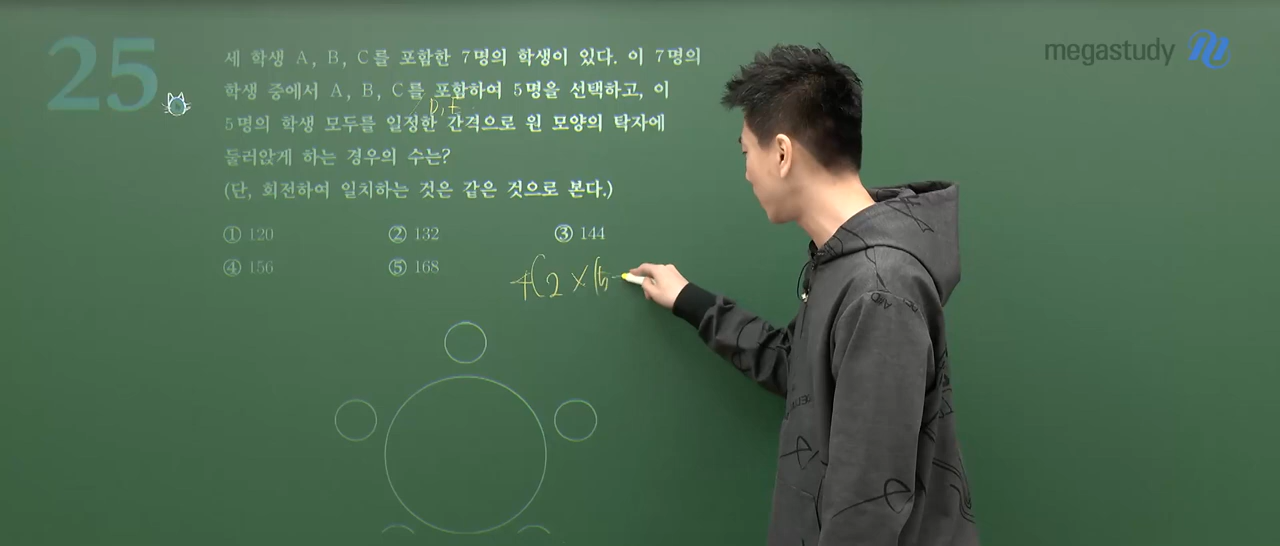 25
세 학생 A, B, C를 포함한 7명의 학생이 있다. 이 7명의
학생 중에서 A, B, C를 포함하여 5명을 선택하고, 이
D, E
5명의 학생 모두를 일정한 간격으로 원 모양의 탁자에
둘러앉게 하는 경우의 수는?
(단, 회전하여 일치하는 것은 같은 것으로 본다.)
① 120 ② 132 ③ 144
④ 156 ⑤ 168
4C2 × (5-
megastudy